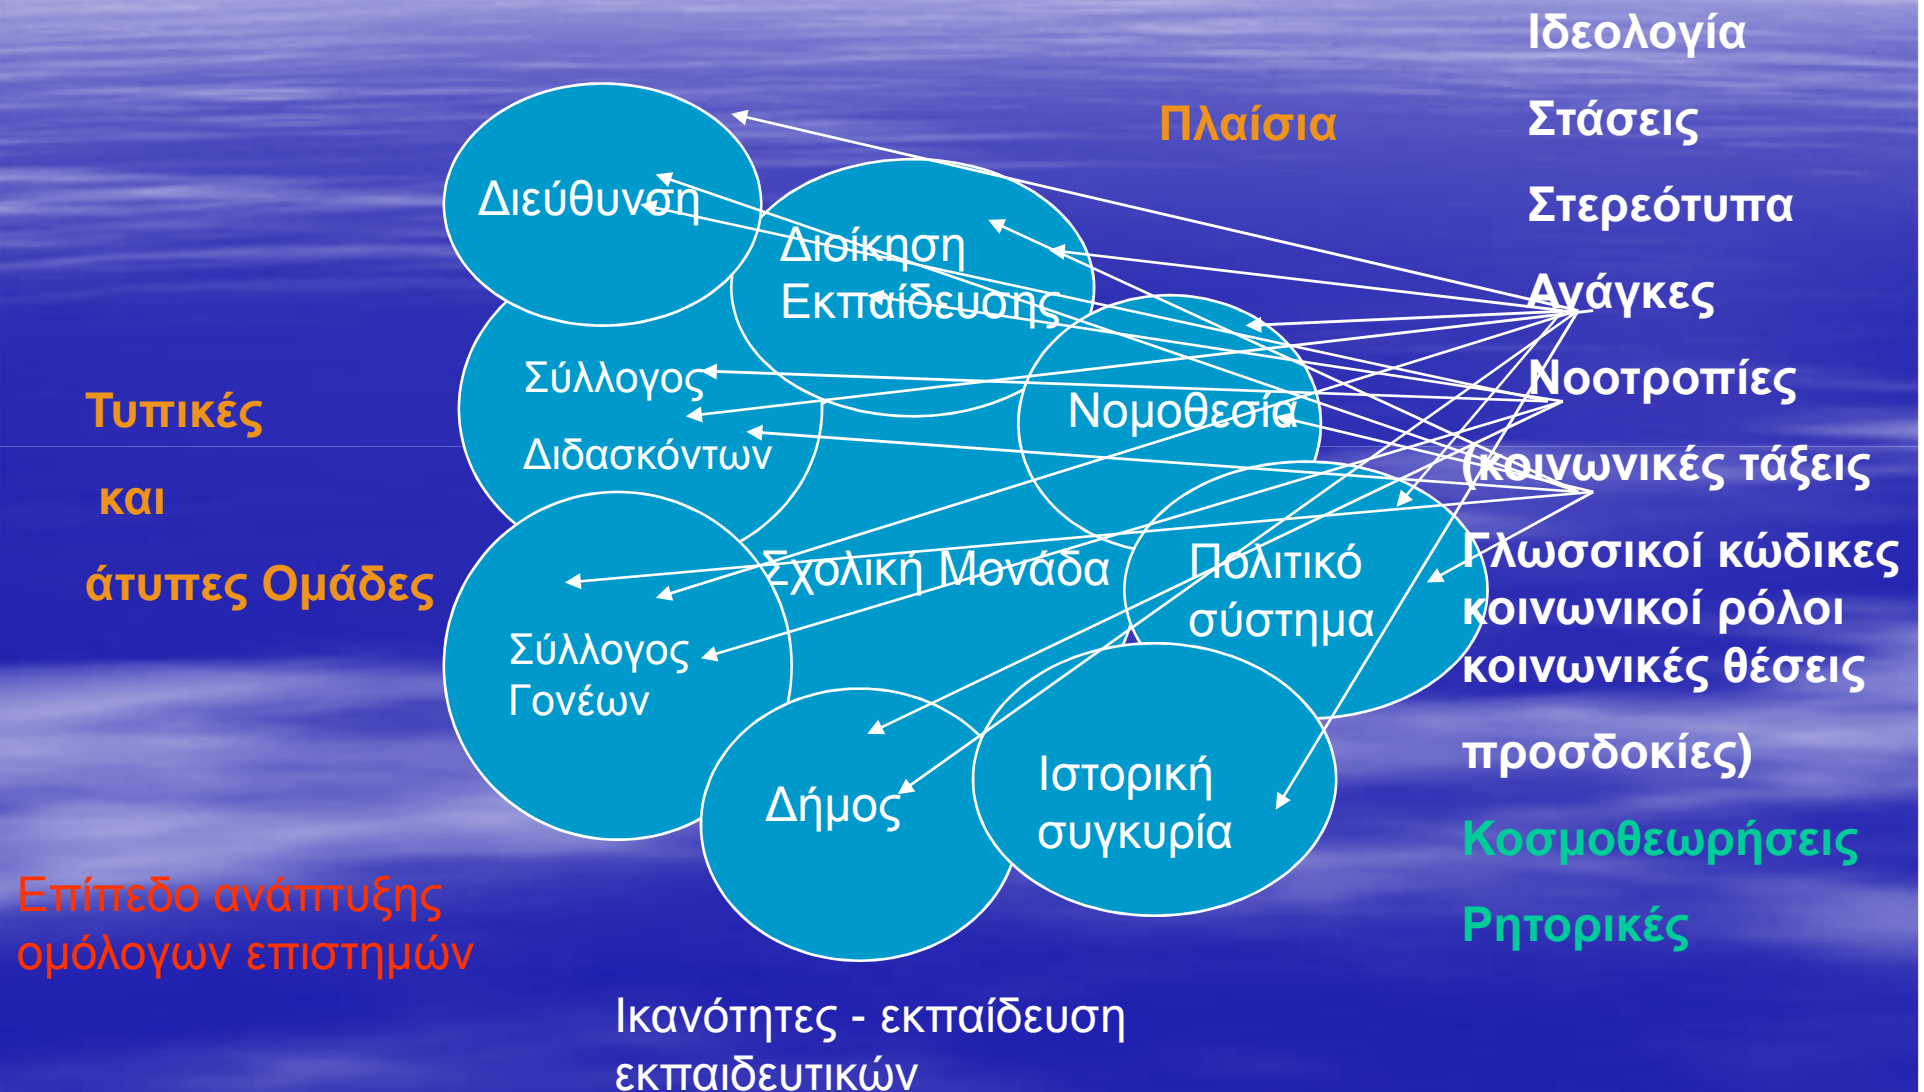 Ιδεολογία
Πλαίσια
Στάσεις
Διεύθυνση
Στερεότυπα
Διοίκηση
Εκπαίδευσης
Ανάγκες
Σύλλογος
Διδασκόντων
Νομοθεσία
Νοοτροπίες
(κοινωνικές τάξεις
Γλωσσικοί κώδικες
κοινωνικοί ρόλοι
κοινωνικές θέσεις
προσδοκίες)
Τυπικές
και
άτυπες Ομάδες
Σχολική Μονάδα
Πολιτικό
σύστημα
Σύλλογος
Γονέων
Δήμος
Ιστορική
συγκυρία
Κοσμοθεωρήσεις
Ρητορικές
Επίπεδο ανάπτυξης
ομόλογων επιστημών
Ικανότητες - εκπαίδευση
εκπαιδευτικών